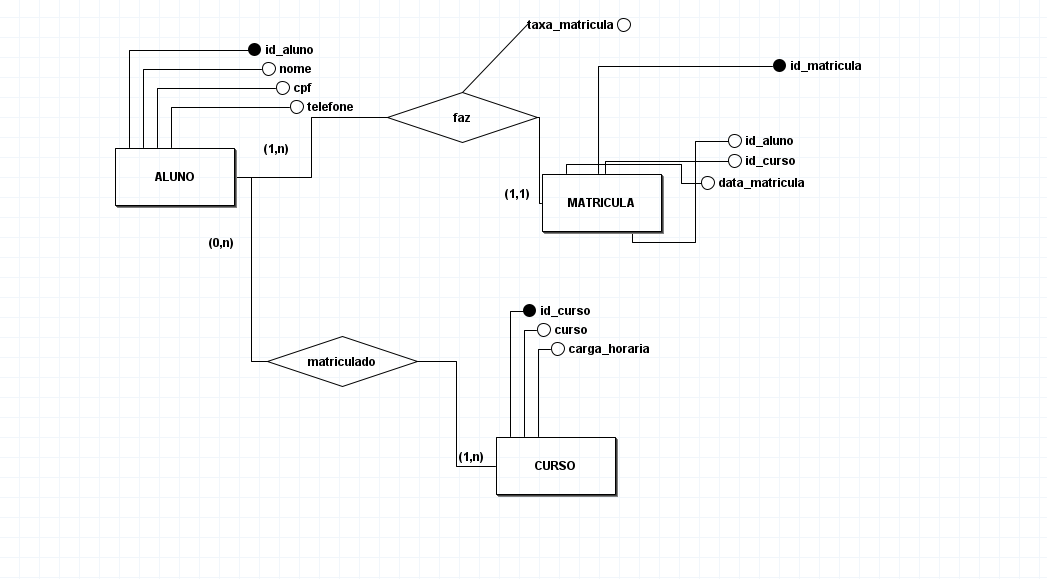 taxa_matricula
id_aluno
nome
cpf
telefone
faz
id_matricula
(1,n)
ALUNO
id_aluno
id_curso
data_matricula
(1,1)
MATRICULA
(0,n)
id_curso
curso
carga_horaria
matriculado
(1,n)
CURSO